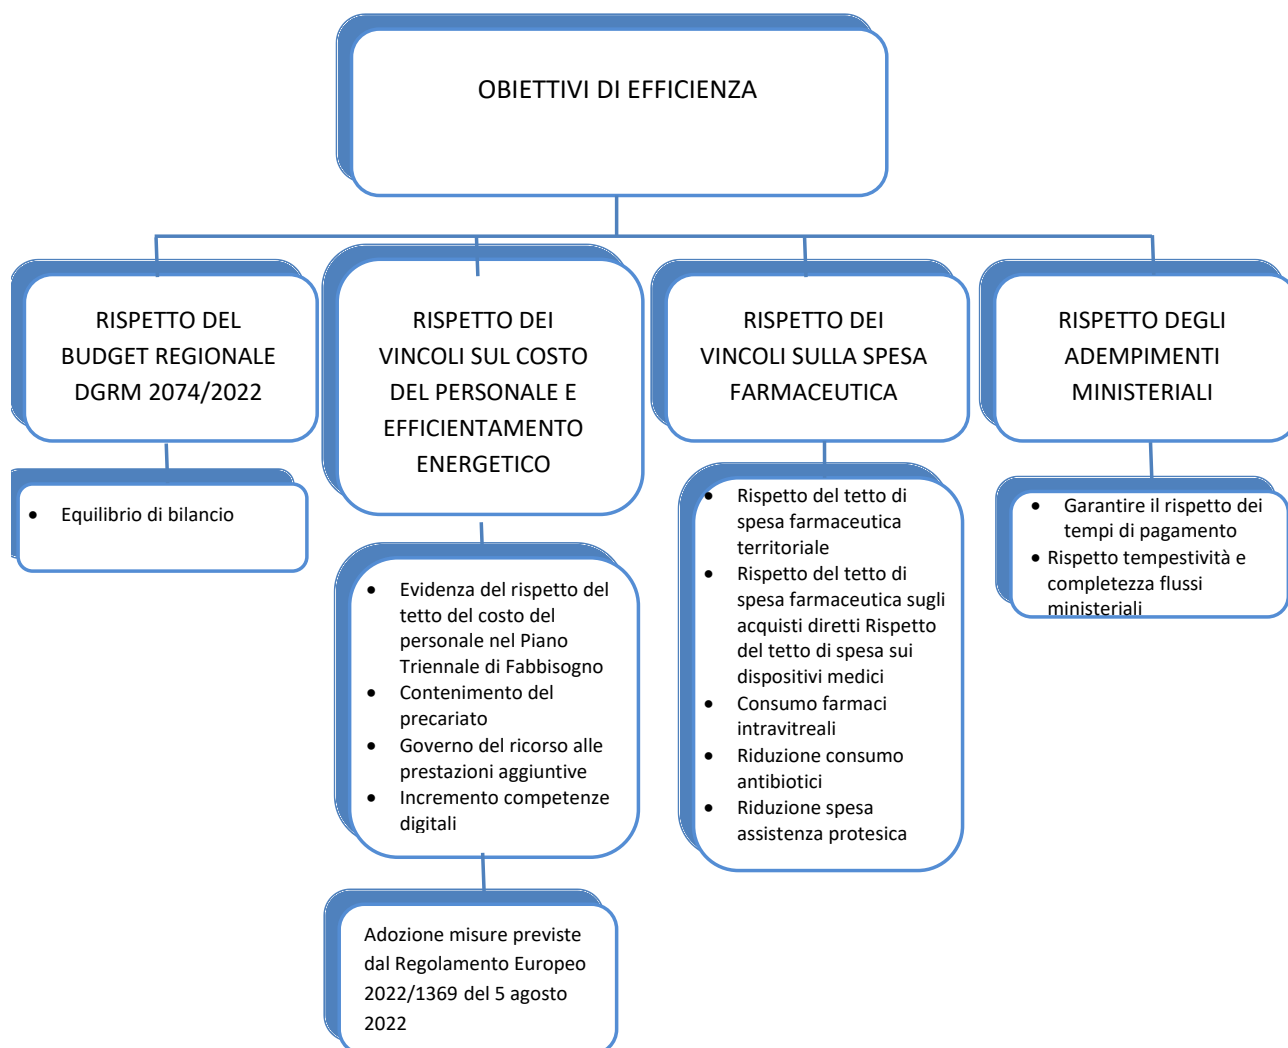 OBIETTIVI DI EFFICIENZA
RISPETTO DEL
BUDGET REGIONALE
DGRM 2074/2022
• Equilibrio di bilancio
RISPETTO DEI
VINCOLI SUL COSTO
DEL PERSONALE E
EFFICIENTAMENTO
ENERGETICO
• Evidenza del rispetto del
tetto del costo del
personale nel Piano
Triennale di Fabbisogno
• Contenimento del
precariato
• Governo del ricorso alle
prestazioni aggiuntive
• Incremento competenze
digitali
Adozione misure previste
dal Regolamento Europeo
2022/1369 del 5 agosto
2022
RISPETTO DEI
VINCOLI SULLA SPESA
FARMACEUTICA
• Rispetto del tetto di
spesa farmaceutica
territoriale
• Rispetto del tetto di
spesa farmaceutica sugli
acquisti diretti Rispetto
del tetto di spesa sui
dispositivi medici
• Consumo farmaci
intravitreali
• Riduzione consumo
antibiotici
• Riduzione spesa
assistenza protesica
RISPETTO DEGLI
ADEMPIMENTI
MINISTERIALI
• Garantire il rispetto dei
tempi di pagamento
• Rispetto tempestività e
completezza flussi
ministeriali